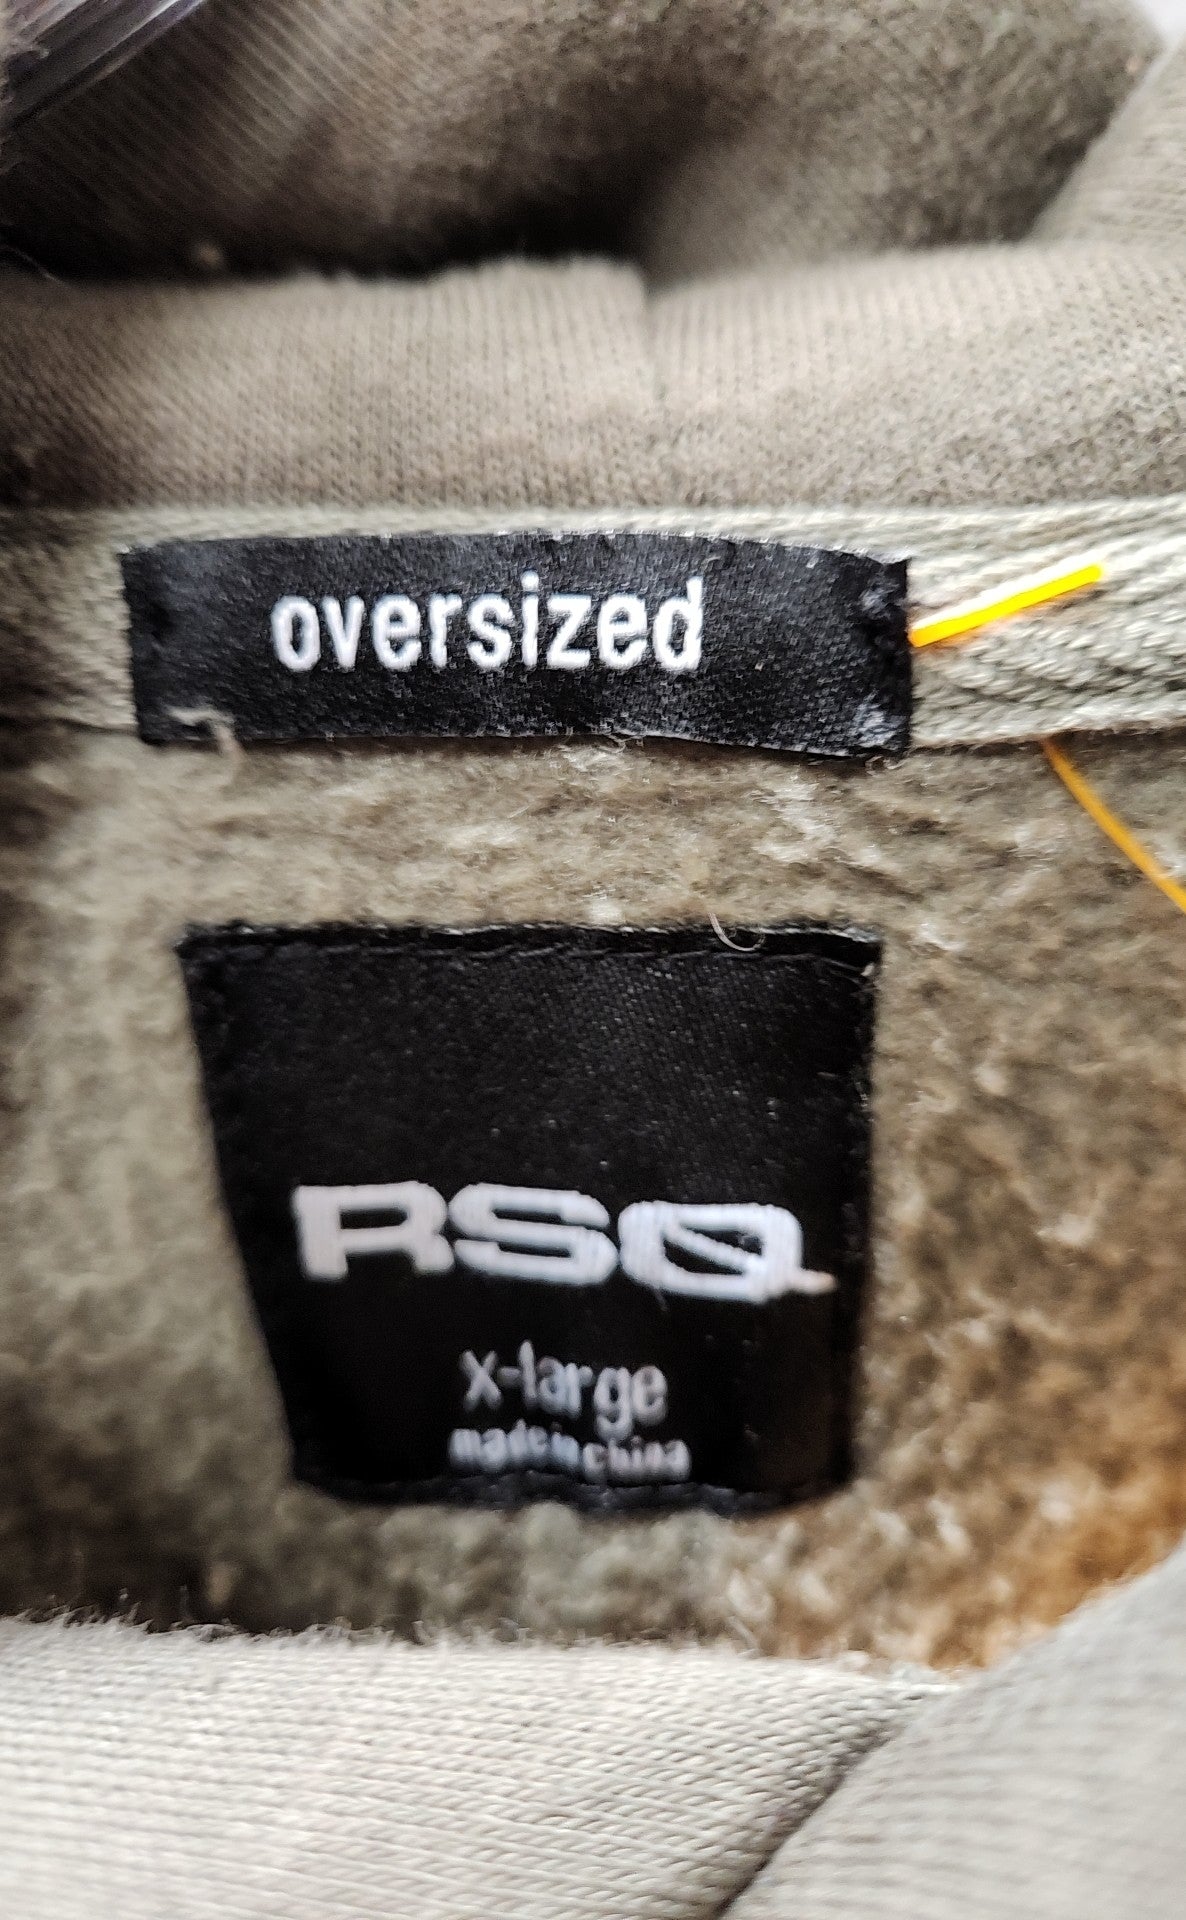 oversized
RSQ
x-large
made in china